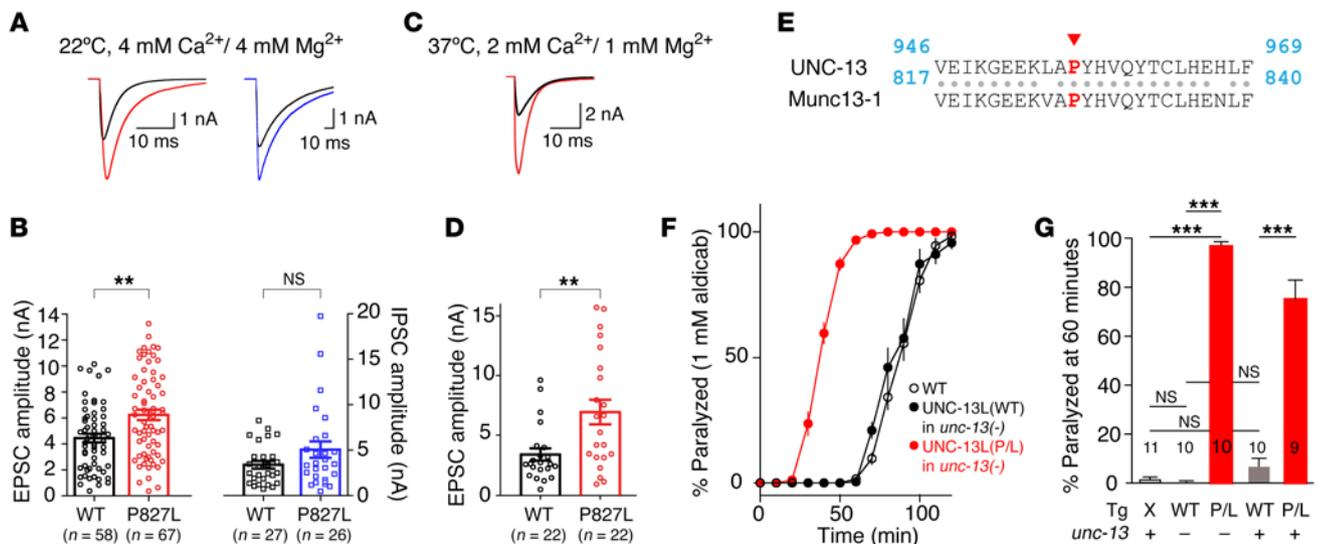 A
22ºC, 4 mM Ca2+/ 4 mM Mg2+
1 nA
10 ms
1 nA
10 ms
C
37ºC, 2 mM Ca2+/ 1 mM Mg2+
2 nA
10 ms
E
946 969
UNC-13 VEIKGEEKLAPYHVQYTCLHEHLF
817 840
Munc13-1 VEIKGEEKVAPYHVQYTCLHENLF
B
EPSC amplitude (nA)
14
12
10
8
6
4
2
0
**
WT P827L
(n = 58) (n = 67)
NS
20
15
10
5
0
IPSC amplitude (nA)
WT P827L
(n = 27) (n = 26)
D
EPSC amplitude (nA)
15
10
5
0
**
WT P827L
(n = 22) (n = 22)
F
% Paralyzed (1 mM aldicab)
100
50
0
WT
UNC-13L(WT)
in unc-13(-)
UNC-13L(P/L)
in unc-13(-)
0 50 100
Time (min)
G
% Paralyzed at 60 minutes
100
80
60
40
20
0
***
*** ***
NS
NS
NS
11 10 10 10 9
Tg X WT P/L WT P/L
unc-13 + – – + +